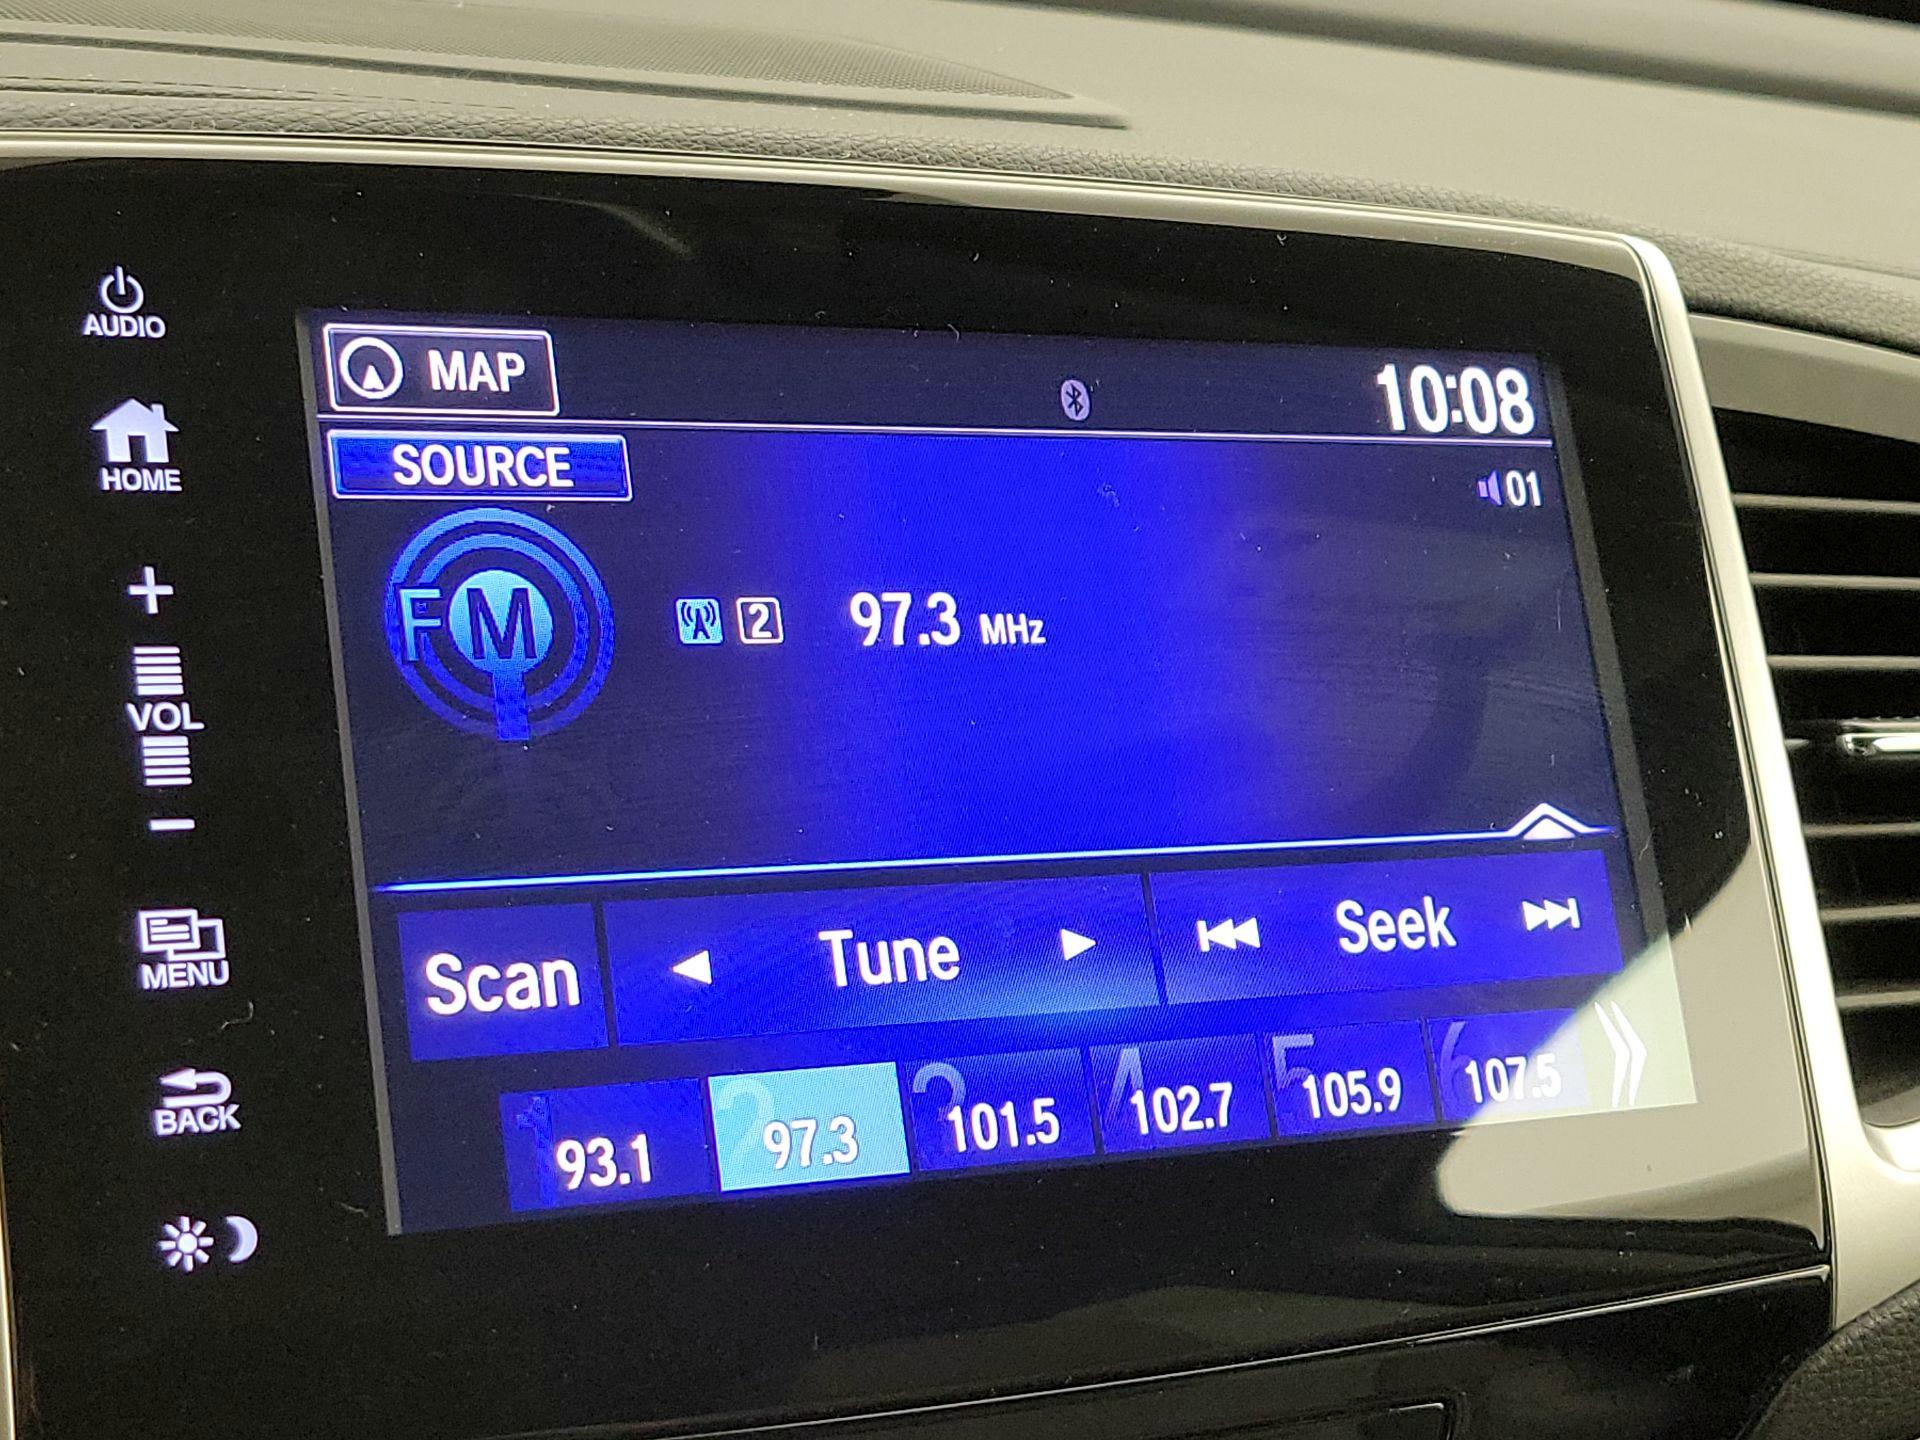 AUDIO
MAP
10:08
HOME
SOURCE
01
+
FM
2 97.3 MHz
VOL
−
MENU
Scan
Tune
Seek
BACK
1 93.1
2 97.3
3 101.5
4 102.7
5 105.9
6 107.5